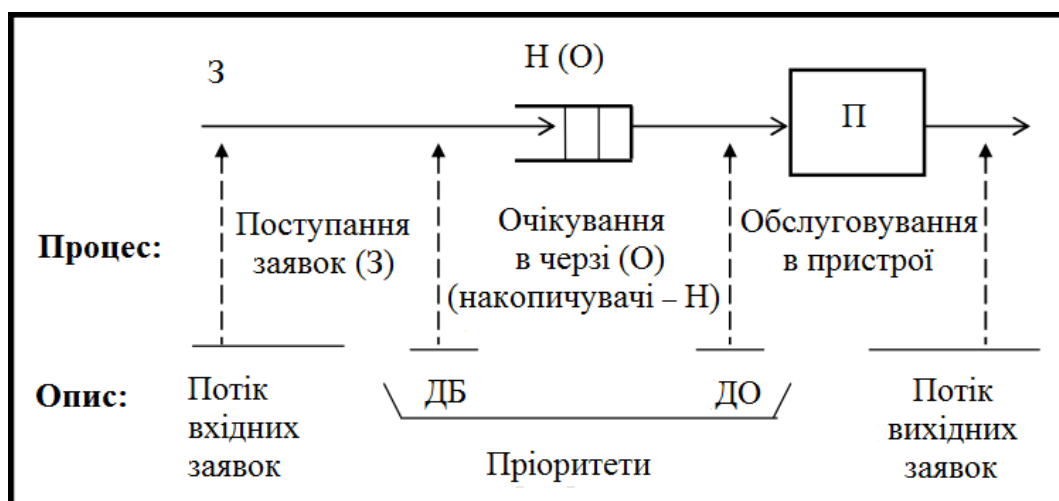 З
Н (О)
П
Процес:
Поступання
заявок (З)
Очікування
в черзі (О)
(накопичувачі – Н)
Обслуговування
в пристрої
Опис:
Потік
вхідних
заявок
ДБ
ДО
Пріоритети
Потік
вихідних
заявок